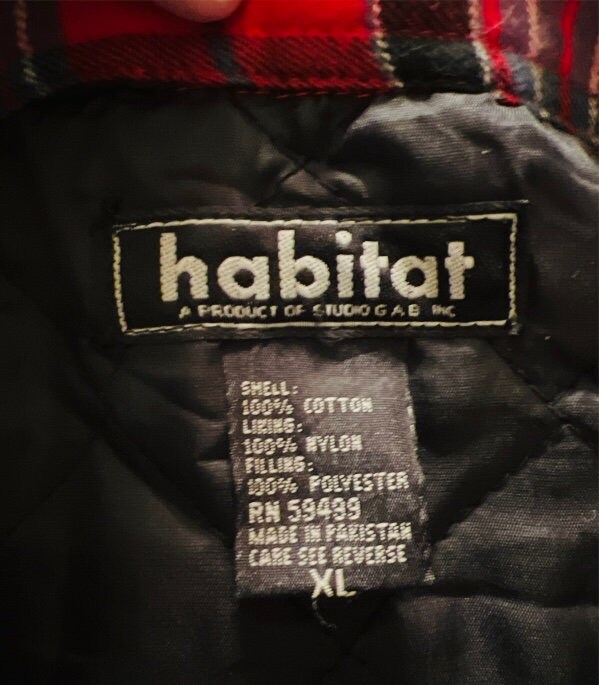 habitat
A PRODUCT OF STUDIO G A B INC
SHELL:
100% COTTON
LINING:
100% NYLON
FILLING:
100% POLYESTER
RN 59499
MADE IN PAKISTAN
CARE SEE REVERSE
XL